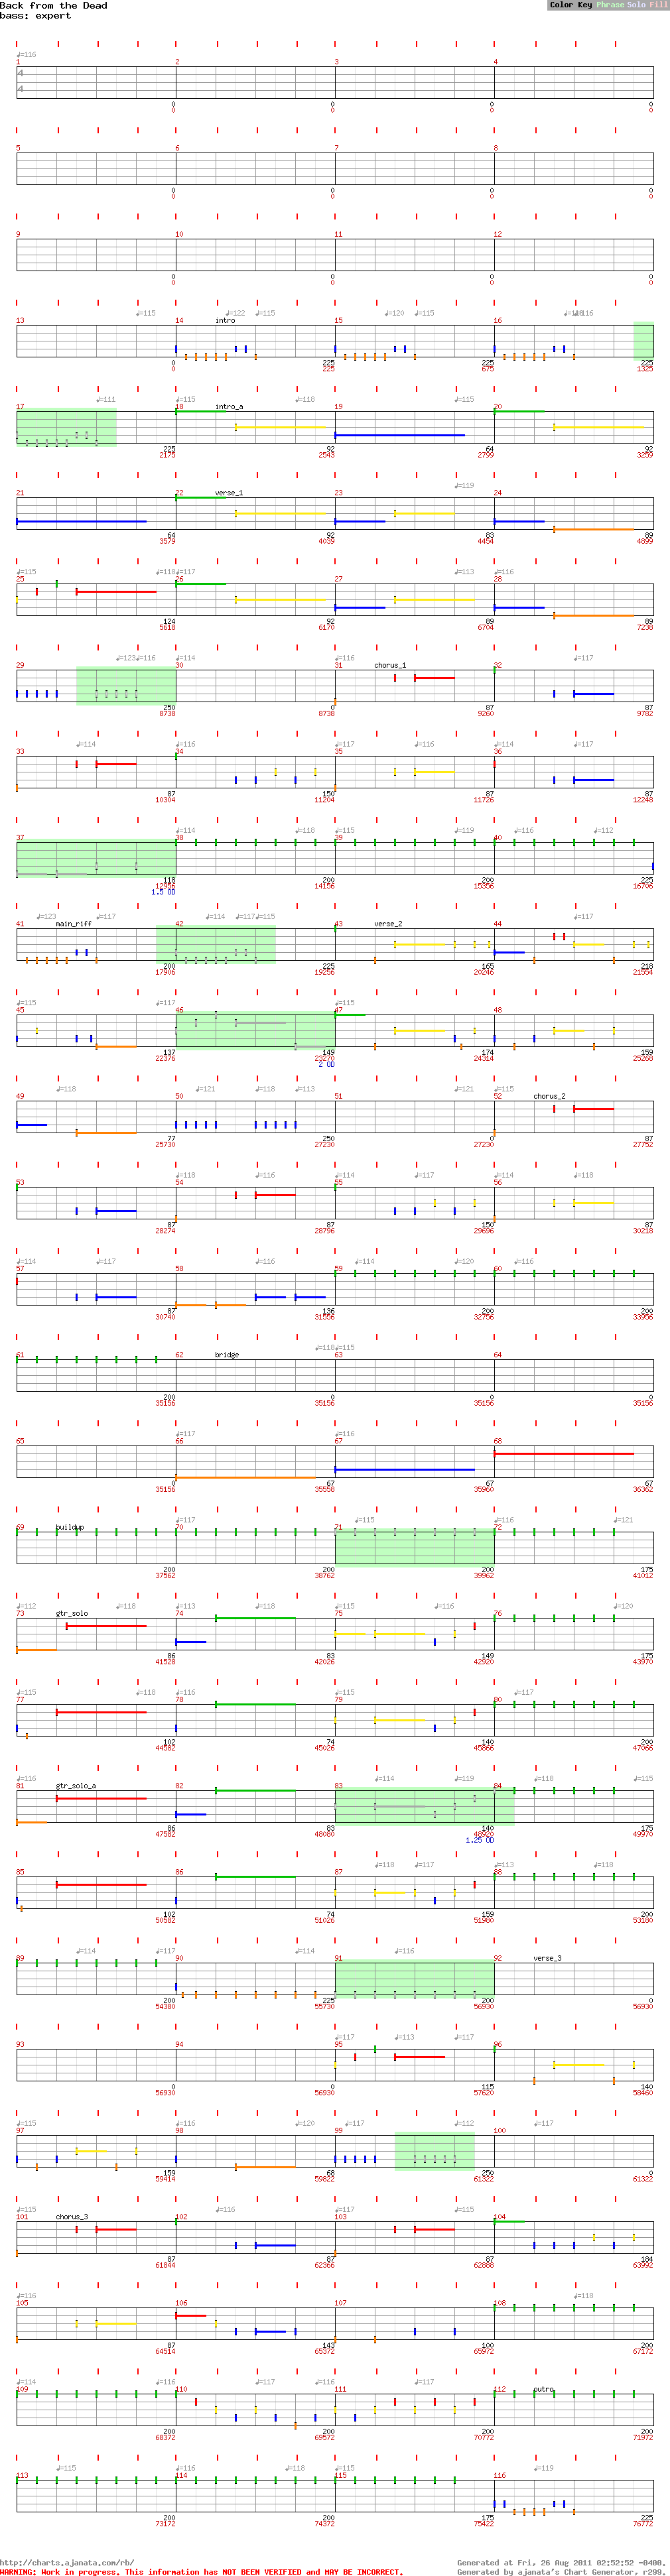 Back from the Dead
bass: expert
Color Key Phrase Solo Fill
♩=116
1 2 3 4
4
4
0 0 0 0
0 0 0 0
5 6 7 8
0 0 0 0
0 0 0 0
9 10 11 12
0 0 0 0
0 0 0 0
♩=115 ♩=122 ♩=115 ♩=120 ♩=115
13 14 intro 15 16
0 225 225 225
0 225 675 1325
♩=111 ♩=115 ♩=118 ♩=115
17 18 intro_a 19 20
225 92 64 92
2175 2543 2799 3259
♩=119
21 22 verse_1 23 24
64 92 83 89
3579 4039 4454 4899
♩=115 ♩=118 ♩=117 ♩=113 ♩=116
25 26 27 28
124 92 89 89
5618 6170 6704 7238
♩=123 ♩=116 ♩=114 ♩=116 ♩=117
29 30 31 chorus_1 32
250 0 87 87
8738 8738 9260 9782
♩=114 ♩=116 ♩=117 ♩=116 ♩=114 ♩=117
33 34 35 36
87 150 87 87
10304 11204 11726 12248
♩=114 ♩=118 ♩=115 ♩=119 ♩=116 ♩=112
37 38 39 40
118 200 200 225
12956 14156 15356 16706
1.5 OD
♩=123 ♩=117 ♩=114 ♩=117 ♩=115 ♩=117
41 main_riff 42 43 verse_2 44
200 225 165 218
17906 19256 20246 21554
♩=115 ♩=117 ♩=115
45 46 47 48
137 149 174 159
22376 23270 24314 25268
2 OD
♩=118 ♩=121 ♩=118 ♩=113 ♩=121 ♩=115
49 50 51 52 chorus_2
77 250 0 87
25730 27230 27230 27752
♩=118 ♩=116 ♩=114 ♩=117 ♩=114 ♩=118
53 54 55 56
87 87 150 87
28274 28796 29696 30218
♩=114 ♩=117 ♩=116 ♩=114 ♩=120 ♩=116
57 58 59 60
87 136 200 200
30740 31556 32756 33956
♩=118 ♩=115
61 62 bridge 63 64
200 0 0 0
35156 35156 35156 35156
♩=117 ♩=116
65 66 67 68
0 67 67 67
35156 35558 35960 36362
♩=117 ♩=115 ♩=116 ♩=121
69 buildup 70 71 72
200 200 200 175
37562 38762 39962 41012
♩=112 ♩=118 ♩=113 ♩=118 ♩=115 ♩=116 ♩=120
73 gtr_solo 74 75 76
86 83 149 175
41528 42026 42920 43970
♩=115 ♩=118 ♩=116 ♩=115 ♩=117
77 78 79 80
102 74 140 200
44582 45026 45866 47066
♩=116 ♩=114 ♩=119 ♩=118 ♩=115
81 gtr_solo_a 82 83 84
86 83 140 175
47582 48080 48920 49970
1.25 OD
♩=118 ♩=117 ♩=113 ♩=118
85 86 87 88
102 74 159 200
50582 51026 51980 53180
♩=114 ♩=117 ♩=114 ♩=116
89 90 91 92 verse_3
200 225 200 0
54380 55730 56930 56930
♩=117 ♩=113 ♩=117
93 94 95 96
0 0 115 140
56930 56930 57620 58460
♩=115 ♩=116 ♩=120 ♩=117 ♩=112 ♩=117
97 98 99 100
159 68 250 0
59414 59822 61322 61322
♩=115 ♩=116 ♩=117 ♩=115
101 chorus_3 102 103 104
87 87 87 184
61844 62366 62888 63992
♩=116 ♩=118
105 106 107 108
87 143 100 200
64514 65372 65972 67172
♩=114 ♩=116 ♩=117 ♩=116 ♩=117
109 110 111 112 outro
200 200 200 200
68372 69572 70772 71972
♩=115 ♩=116 ♩=118 ♩=115 ♩=119
113 114 115 116
200 200 175 225
73172 74372 75422 76772
http://charts.ajanata.com/rb/
Generated at Fri, 26 Aug 2011 02:52:52 -0400.
WARNING: Work in progress. This information has NOT BEEN VERIFIED and MAY BE INCORRECT.
Generated by ajanata's Chart Generator, r299.